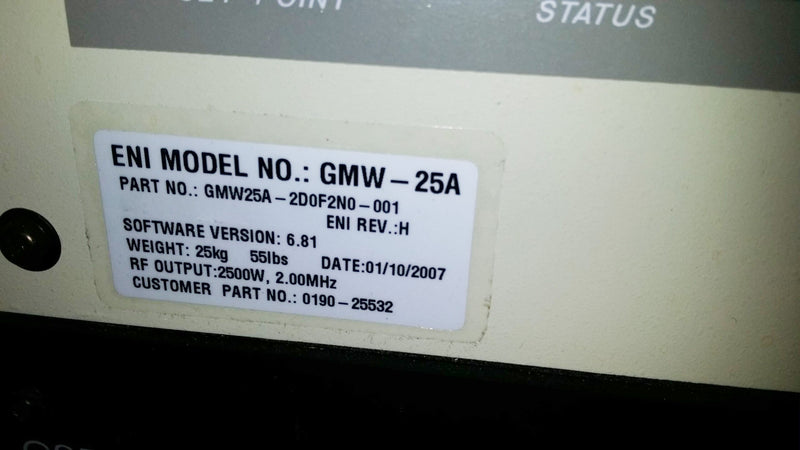 POINT
STATUS
ENI MODEL NO.: GMW-25A
PART NO.: GMW25A-2D0F2N0-001
ENI REV.:H
SOFTWARE VERSION: 6.81
WEIGHT: 25kg 55lbs DATE:01/10/2007
RF OUTPUT:2500W, 2.00MHz
CUSTOMER PART NO.: 0190-25532